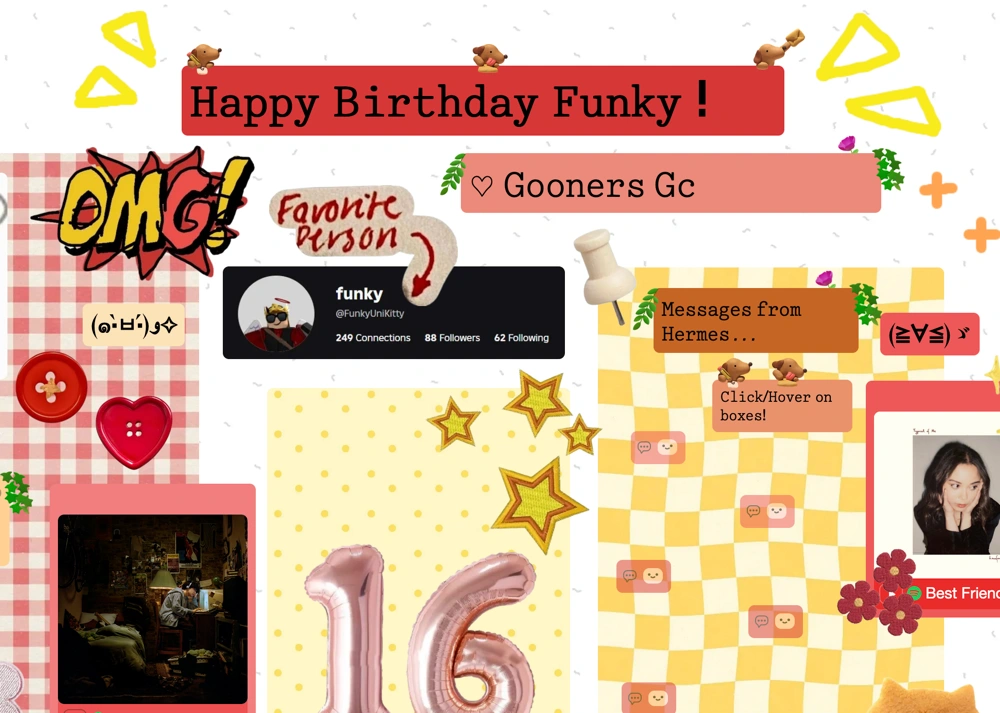 Happy Birthday Funky !
♡ Gooners Gc
OMG!
Favorite
Person
funky
@FunkyUniKitty
249 Connections 88 Followers 62 Following
(๑•̀ㅂ•́)و✧
Messages from
Hermes...
(≧∀≦)ゞ
Click/Hover on
boxes!
16
Best Friend